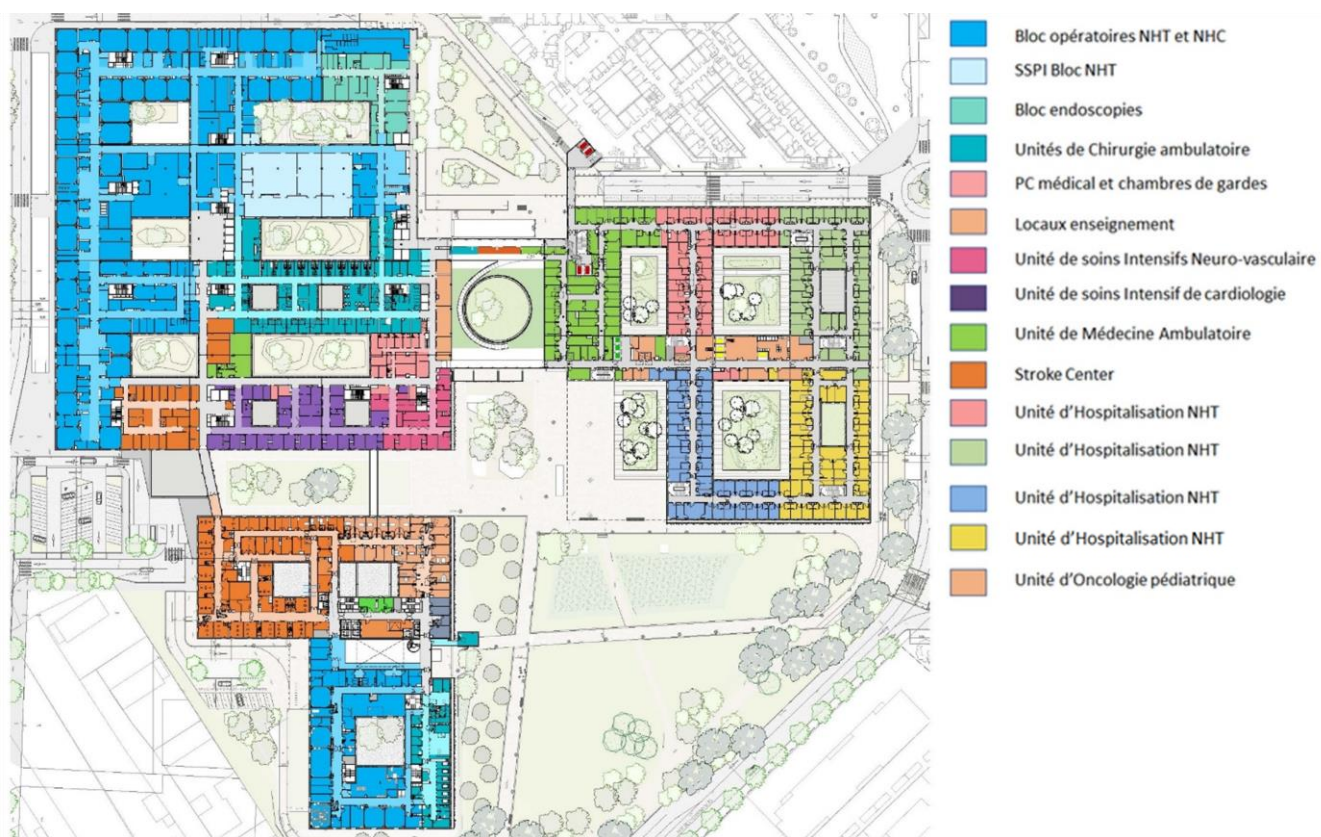 Bloc opératoires NHT et NHC
SSPI Bloc NHT
Bloc endoscopies
Unités de Chirurgie ambulatoire
PC médical et chambres de gardes
Locaux enseignement
Unité de soins Intensifs Neuro-vasculaire
Unité de soins Intensif de cardiologie
Unité de Médecine Ambulatoire
Stroke Center
Unité d'Hospitalisation NHT
Unité d'Hospitalisation NHT
Unité d'Hospitalisation NHT
Unité d'Hospitalisation NHT
Unité d'Oncologie pédiatrique